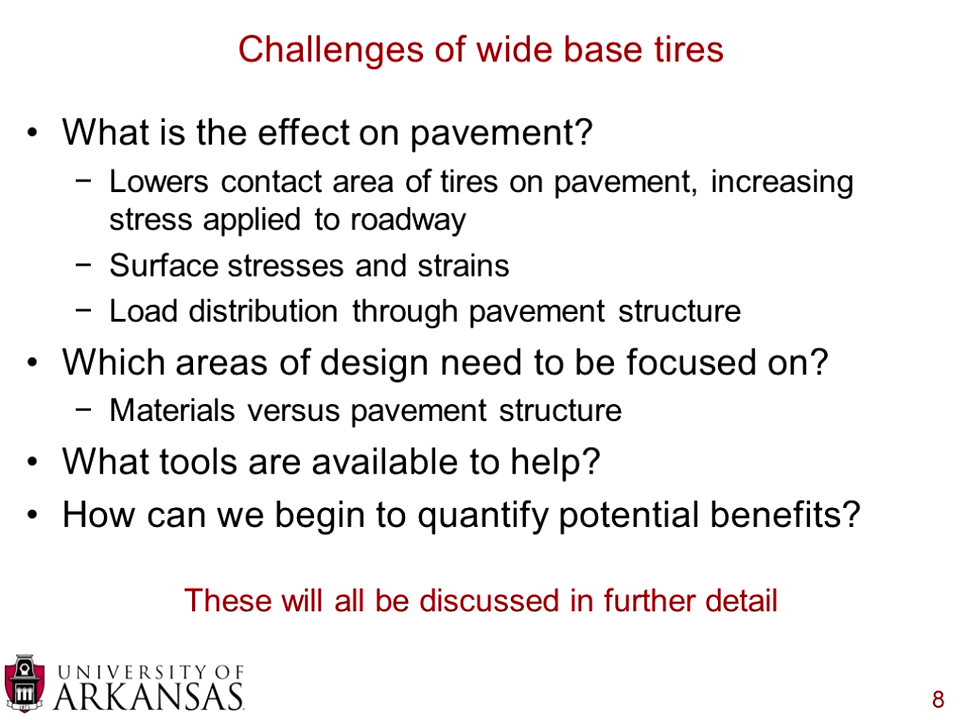 Challenges of wide base tires
• What is the effect on pavement?
− Lowers contact area of tires on pavement, increasing
stress applied to roadway
− Surface stresses and strains
− Load distribution through pavement structure
• Which areas of design need to be focused on?
− Materials versus pavement structure
• What tools are available to help?
• How can we begin to quantify potential benefits?
These will all be discussed in further detail
UNIVERSITY OF
ARKANSAS
8